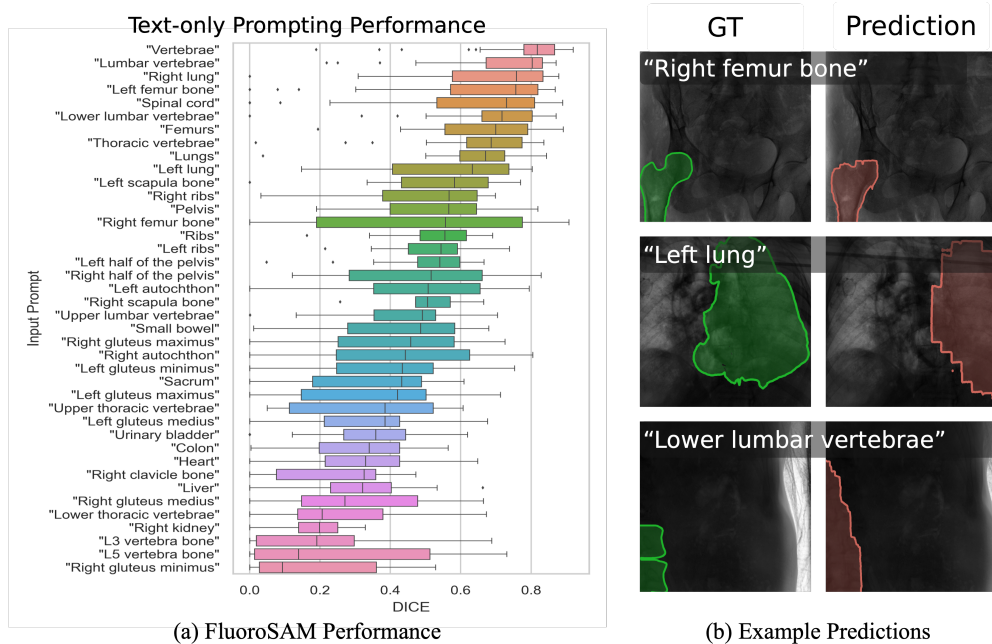 Text-only Prompting Performance
Input Prompt
"Vertebrae"
"Lumbar vertebrae"
"Right lung"
"Left femur bone"
"Spinal cord"
"Lower lumbar vertebrae"
"Femurs"
"Thoracic vertebrae"
"Lungs"
"Left lung"
"Left scapula bone"
"Right ribs"
"Pelvis"
"Right femur bone"
"Ribs"
"Left ribs"
"Left half of the pelvis"
"Right half of the pelvis"
"Left autochthon"
"Right scapula bone"
"Upper lumbar vertebrae"
"Small bowel"
"Right gluteus maximus"
"Right autochthon"
"Left gluteus minimus"
"Sacrum"
"Left gluteus maximus"
"Upper thoracic vertebrae"
"Left gluteus medius"
"Urinary bladder"
"Colon"
"Heart"
"Right clavicle bone"
"Liver"
"Right gluteus medius"
"Lower thoracic vertebrae"
"Right kidney"
"L3 vertebra bone"
"L5 vertebra bone"
"Right gluteus minimus"
0.0 0.2 0.4 0.6 0.8
DICE
(a) FluoroSAM Performance
GT Prediction
“Right femur bone”
“Left lung”
“Lower lumbar vertebrae”
(b) Example Predictions